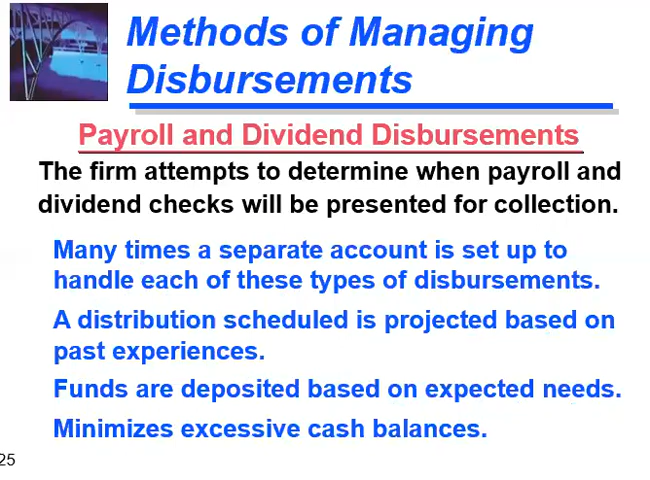 Methods of Managing
Disbursements
Payroll and Dividend Disbursements
The firm attempts to determine when payroll and
dividend checks will be presented for collection.
Many times a separate account is set up to
handle each of these types of disbursements.
A distribution scheduled is projected based on
past experiences.
Funds are deposited based on expected needs.
Minimizes excessive cash balances.
25